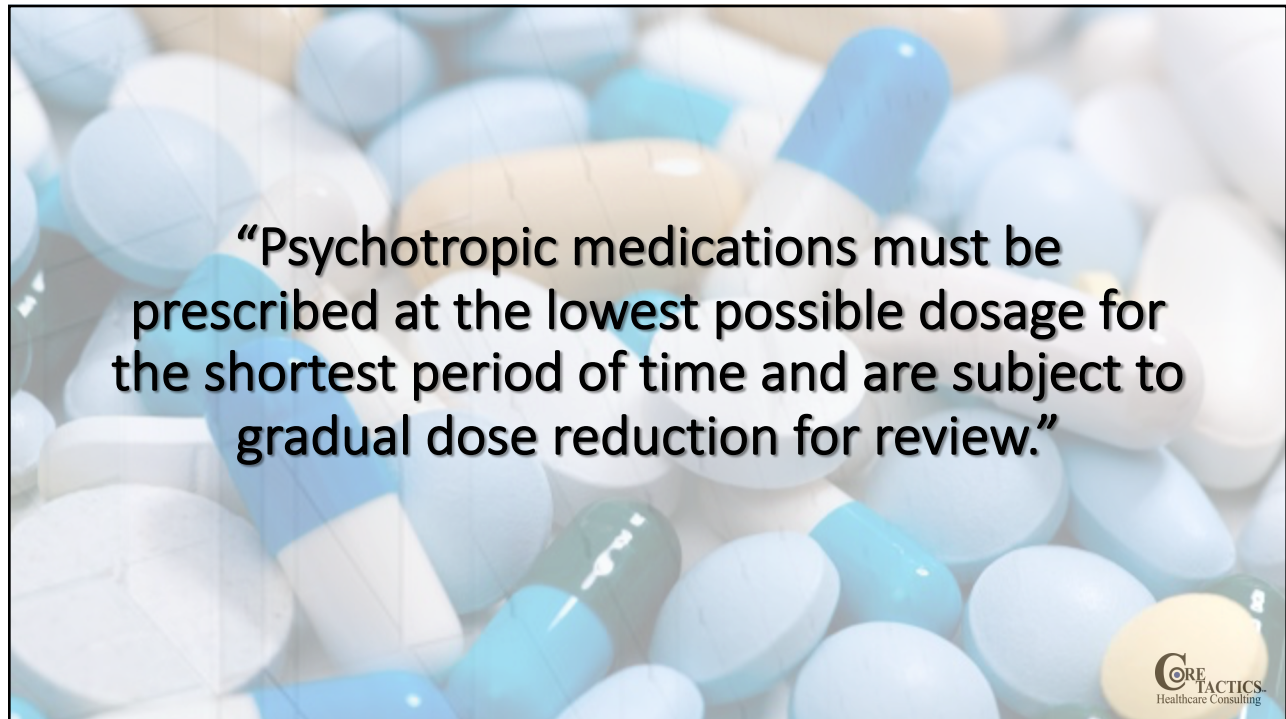 “Psychotropic medications must be
prescribed at the lowest possible dosage for
the shortest period of time and are subject to
gradual dose reduction for review.”
CORE
TACTICS
Healthcare Consulting